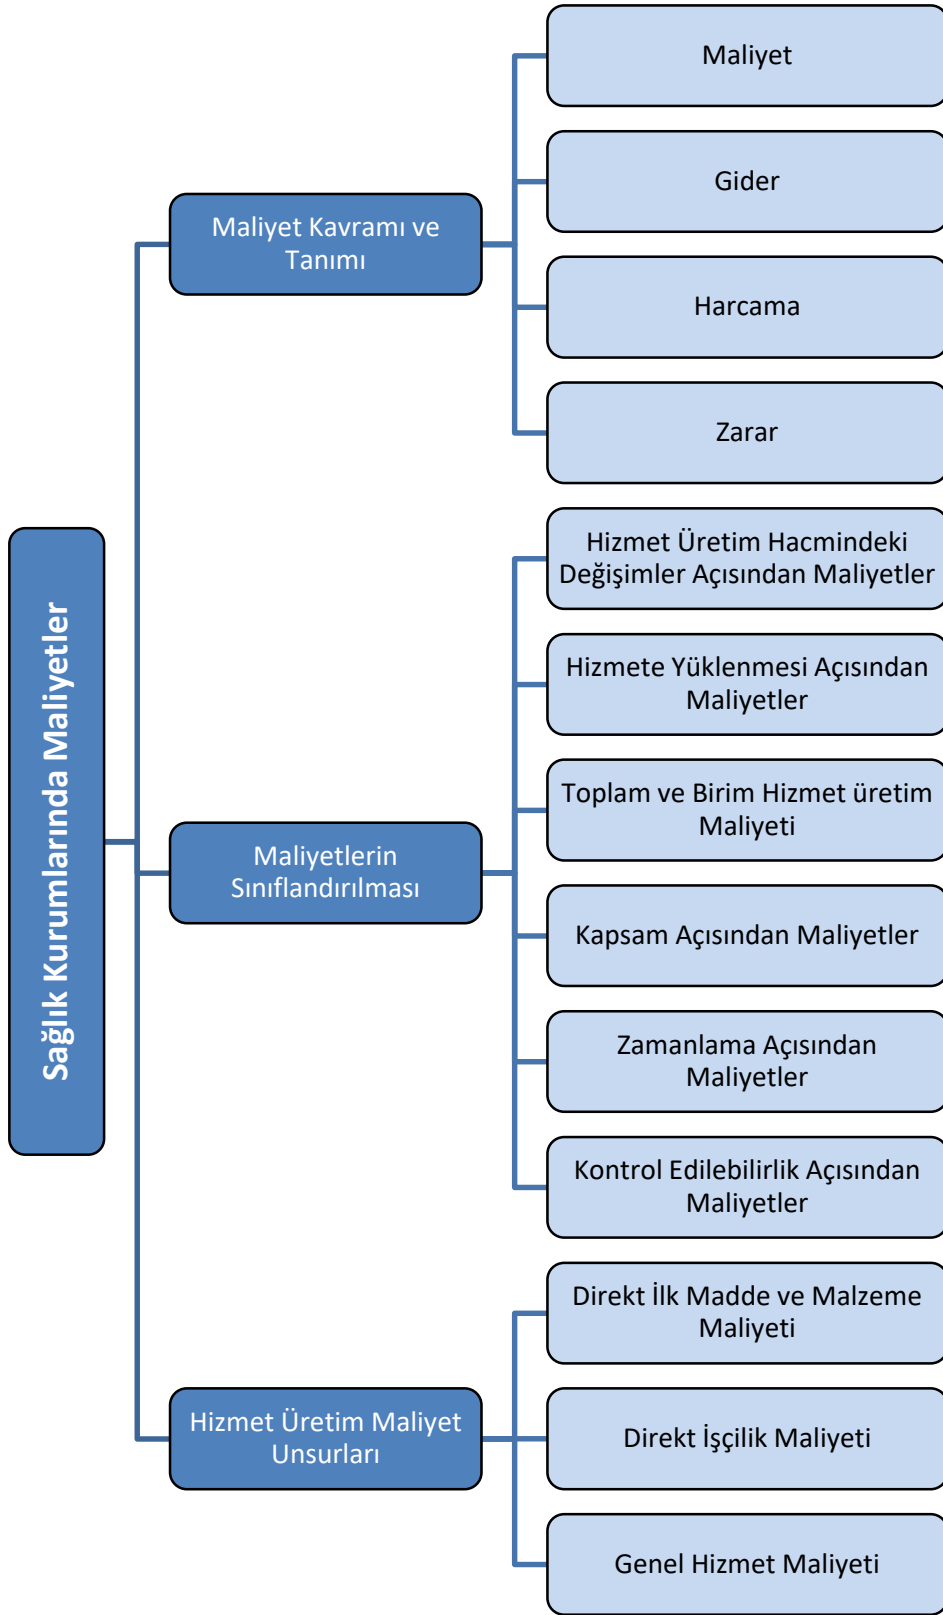 Sağlık Kurumlarında Maliyetler
Maliyet Kavramı ve
Tanımı
Maliyet
Gider
Harcama
Zarar
Maliyetlerin
Sınıflandırılması
Hizmet Üretim Hacmindeki
Değişimler Açısından Maliyetler
Hizmete Yüklenmesi Açısından
Maliyetler
Toplam ve Birim Hizmet üretim
Maliyeti
Kapsam Açısından Maliyetler
Zamanlama Açısından
Maliyetler
Kontrol Edilebilirlik Açısından
Maliyetler
Hizmet Üretim Maliyet
Unsurları
Direkt İlk Madde ve Malzeme
Maliyeti
Direkt İşçilik Maliyeti
Genel Hizmet Maliyeti